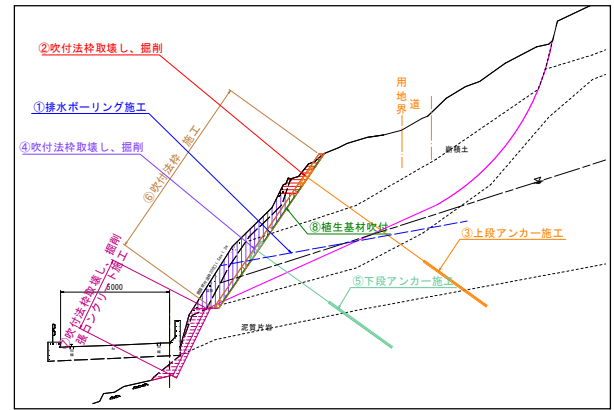 ②吹付法枠取壊し、掘削
①排水ボーリング施工
④吹付法枠取壊し、掘削
⑥吹付法枠 施工
用地界
道
崩積土
⑧植生基材吹付
③上段アンカー施工
⑤下段アンカー施工
⑦吹付法枠取壊し、掘削
張コンクリート施工
6000
泥質片岩